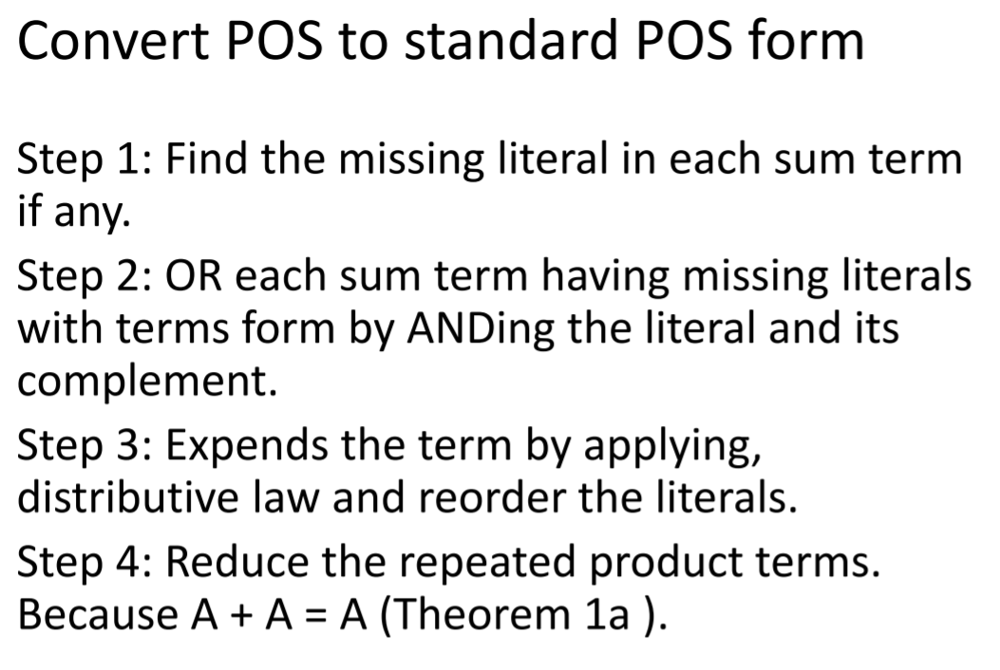 Convert POS to standard POS form
Step 1: Find the missing literal in each sum term
if any.
Step 2: OR each sum term having missing literals
with terms form by ANDing the literal and its
complement.
Step 3: Expends the term by applying,
distributive law and reorder the literals.
Step 4: Reduce the repeated product terms.
Because A + A = A (Theorem 1a ).